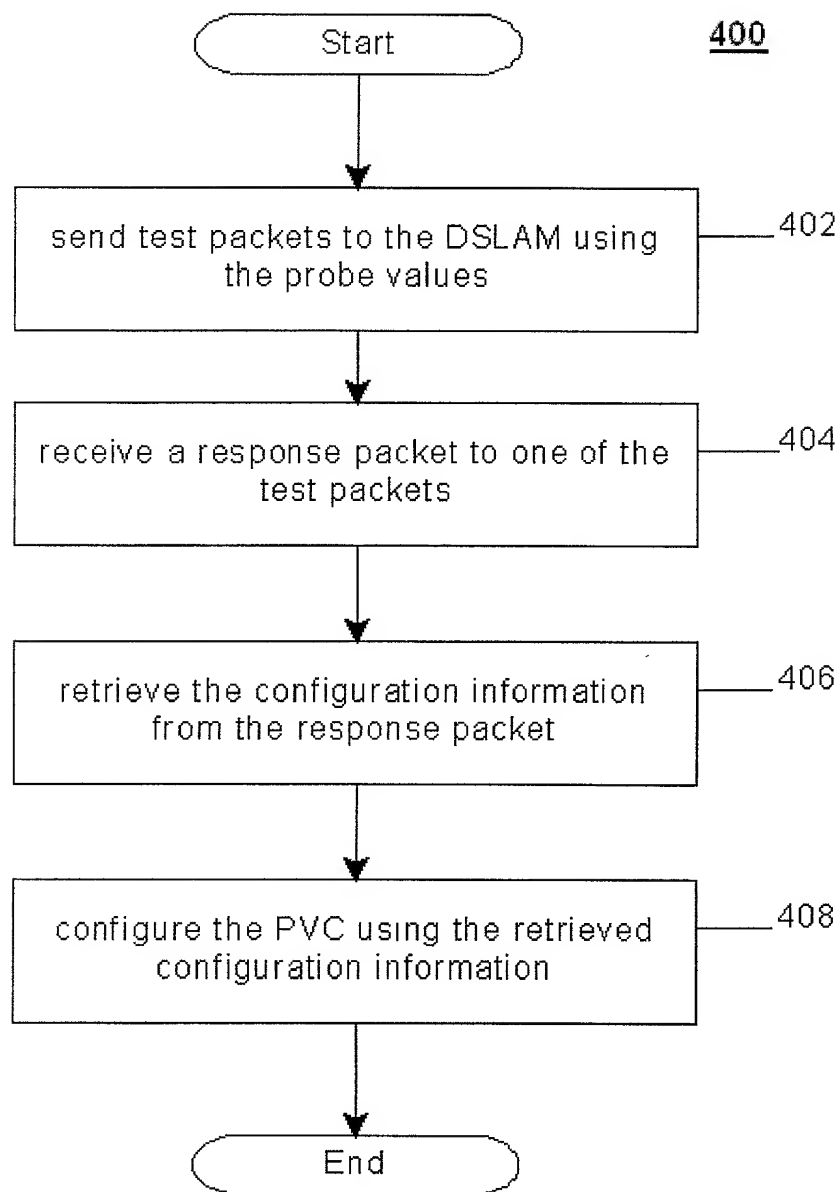 Start
400
send test packets to the DSLAM using
the probe values
402
receive a response packet to one of the
test packets
404
retrieve the configuration information
from the response packet
406
configure the PVC using the retrieved
configuration information
408
End